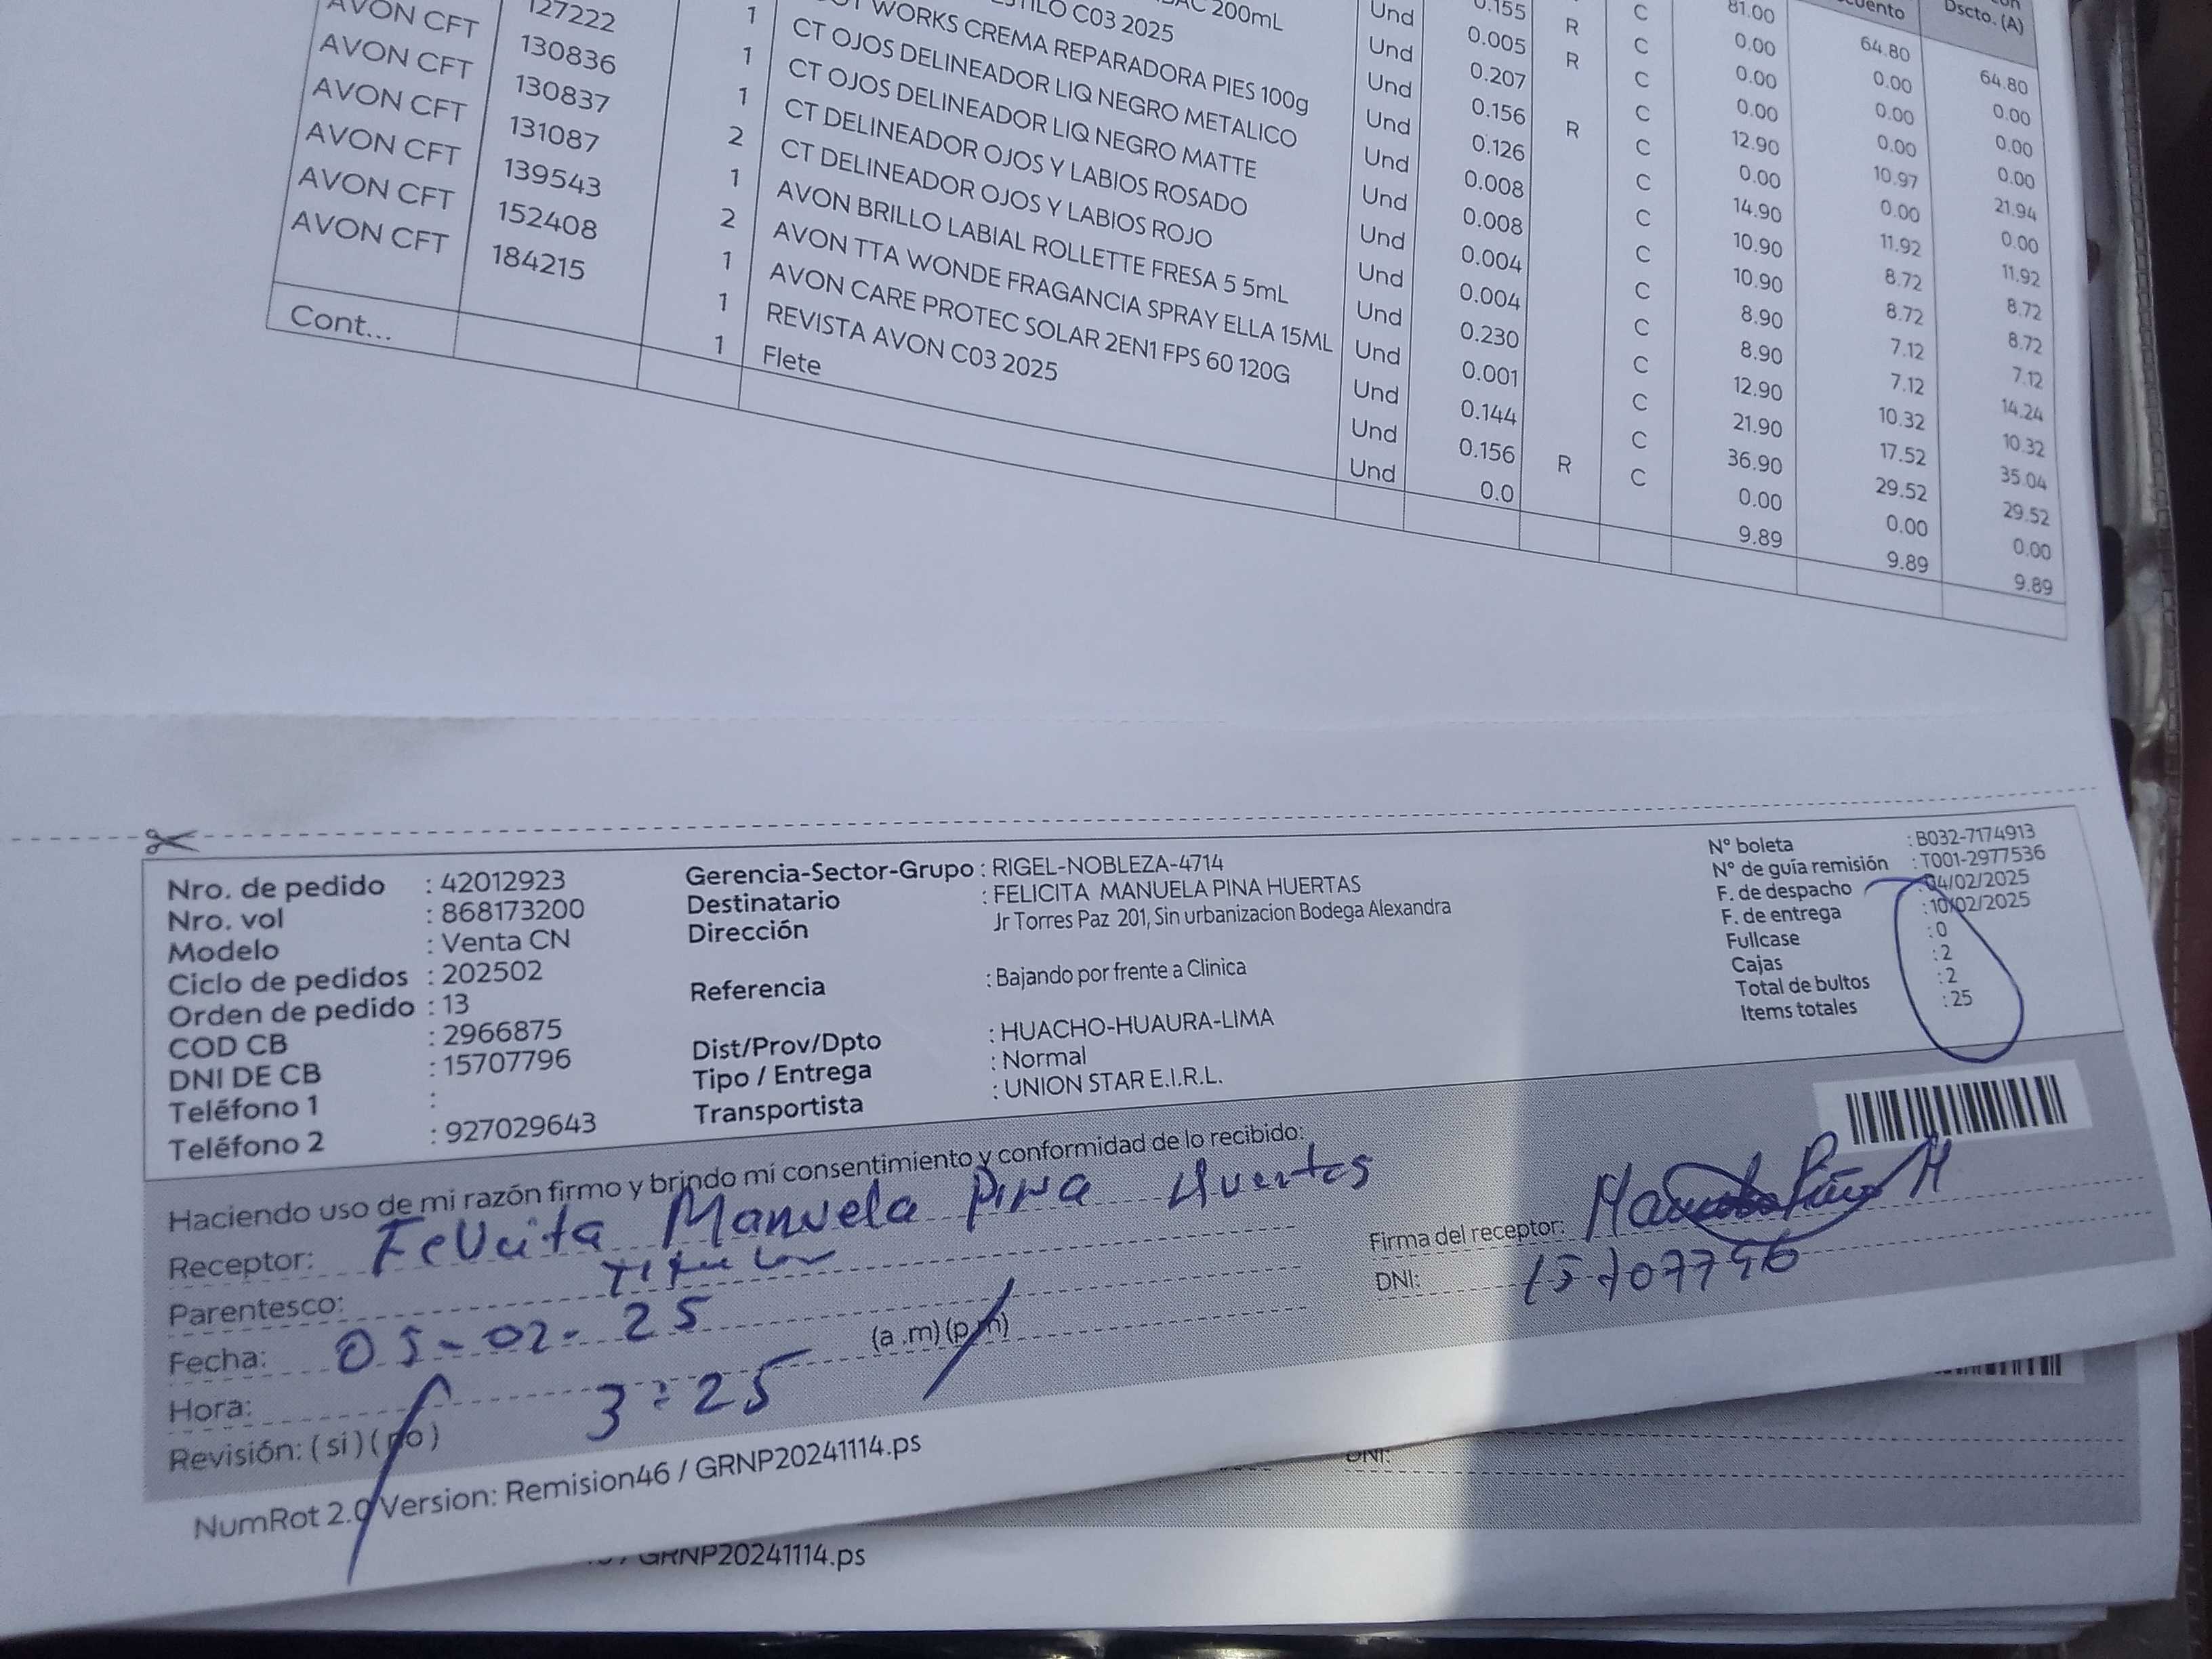 AC 200mL Und 0.155 R C 81.00 uento Dscto. (A)
ILO C03 2025 Und 0.005 R C 0.00 64.80 64.80
AVON CFT 127222 1 WORKS CREMA REPARADORA PIES 100g Und 0.207 C 0.00 0.00 0.00
AVON CFT 130836 1 CT OJOS DELINEADOR LIQ NEGRO METALICO Und 0.156 R C 0.00 0.00 0.00
AVON CFT 130837 1 CT OJOS DELINEADOR LIQ NEGRO MATTE Und 0.126 C 12.90 0.00 0.00
AVON CFT 131087 2 CT DELINEADOR OJOS Y LABIOS ROSADO Und 0.008 C 0.00 10.97 21.94
AVON CFT 139543 1 CT DELINEADOR OJOS Y LABIOS ROJO Und 0.008 C 14.90 0.00 0.00
AVON CFT 152408 2 AVON BRILLO LABIAL ROLLETTE FRESA 5 5mL Und 0.004 C 10.90 11.92 11.92
184215 1 AVON TTA WONDE FRAGANCIA SPRAY ELLA 15ML Und 0.004 C 10.90 8.72 8.72
1 AVON CARE PROTEC SOLAR 2EN1 FPS 60 120G Und 0.230 C 8.90 8.72 8.72
1 REVISTA AVON C03 2025 Und 0.001 C 8.90 7.12 7.12
Flete Und 0.144 C 12.90 7.12 14.24
Und 0.156 R C 21.90 10.32 10.32
Und 0.0 36.90 17.52 35.04
0.00 29.52 29.52
9.89 0.00 0.00
9.89 9.89
Cont...
Nro. de pedido : 42012923
Nro. vol : 868173200
Modelo : Venta CN
Ciclo de pedidos : 202502
Orden de pedido : 13
COD CB : 2966875
DNI DE CB : 15707796
Teléfono 1 :
Teléfono 2 : 927029643
Gerencia-Sector-Grupo : RIGEL-NOBLEZA-4714
Destinatario : FELICITA MANUELA PINA HUERTAS
Dirección Jr Torres Paz 201, Sin urbanizacion Bodega Alexandra
Referencia : Bajando por frente a Clinica
Dist/Prov/Dpto : HUACHO-HUAURA-LIMA
Tipo / Entrega : Normal
Transportista : UNION STAR E.I.R.L.
N° boleta : B032-7174913
N° de guía remisión : T001-2977536
F. de despacho : 04/02/2025
F. de entrega : 10/02/2025
Fullcase : 0
Cajas : 2
Total de bultos : 2
Items totales : 25
Haciendo uso de mi razón firmo y brindo mi consentimiento y conformidad de lo recibido:
Receptor: Felicita Manuela Pina Huertas
Parentesco: Titular
Fecha: 05-02-25
Hora: 3:25 (a.m) (p.m)
Revisión: (si) (no)
Firma del receptor: Piña H
DNI: 15707796
NumRot 2.0 Version: Remision46 / GRNP20241114.ps
DNI:
GRNP20241114.ps